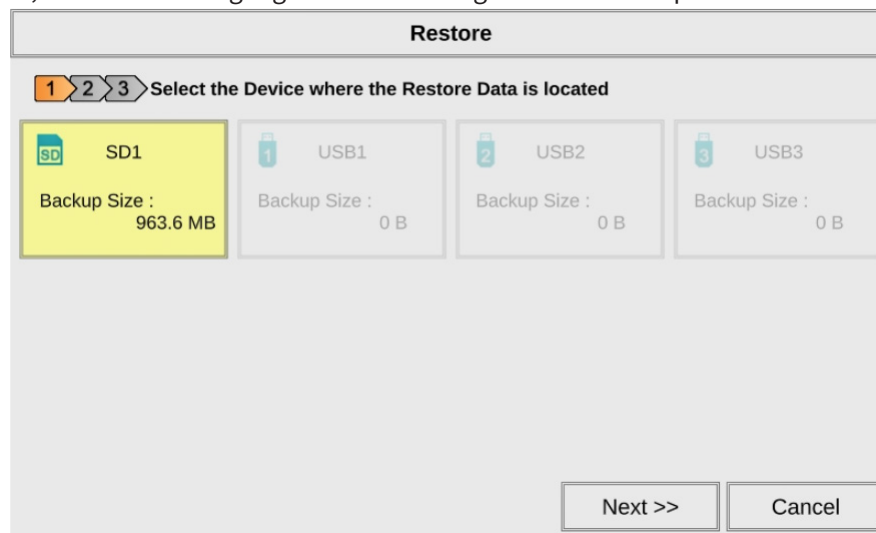 Restore
1 2 3 Select the Device where the Restore Data is located
SD SD1
Backup Size :
963.6 MB
1 USB1
Backup Size :
0 B
2 USB2
Backup Size :
0 B
3 USB3
Backup Size :
0 B
Next >>
Cancel